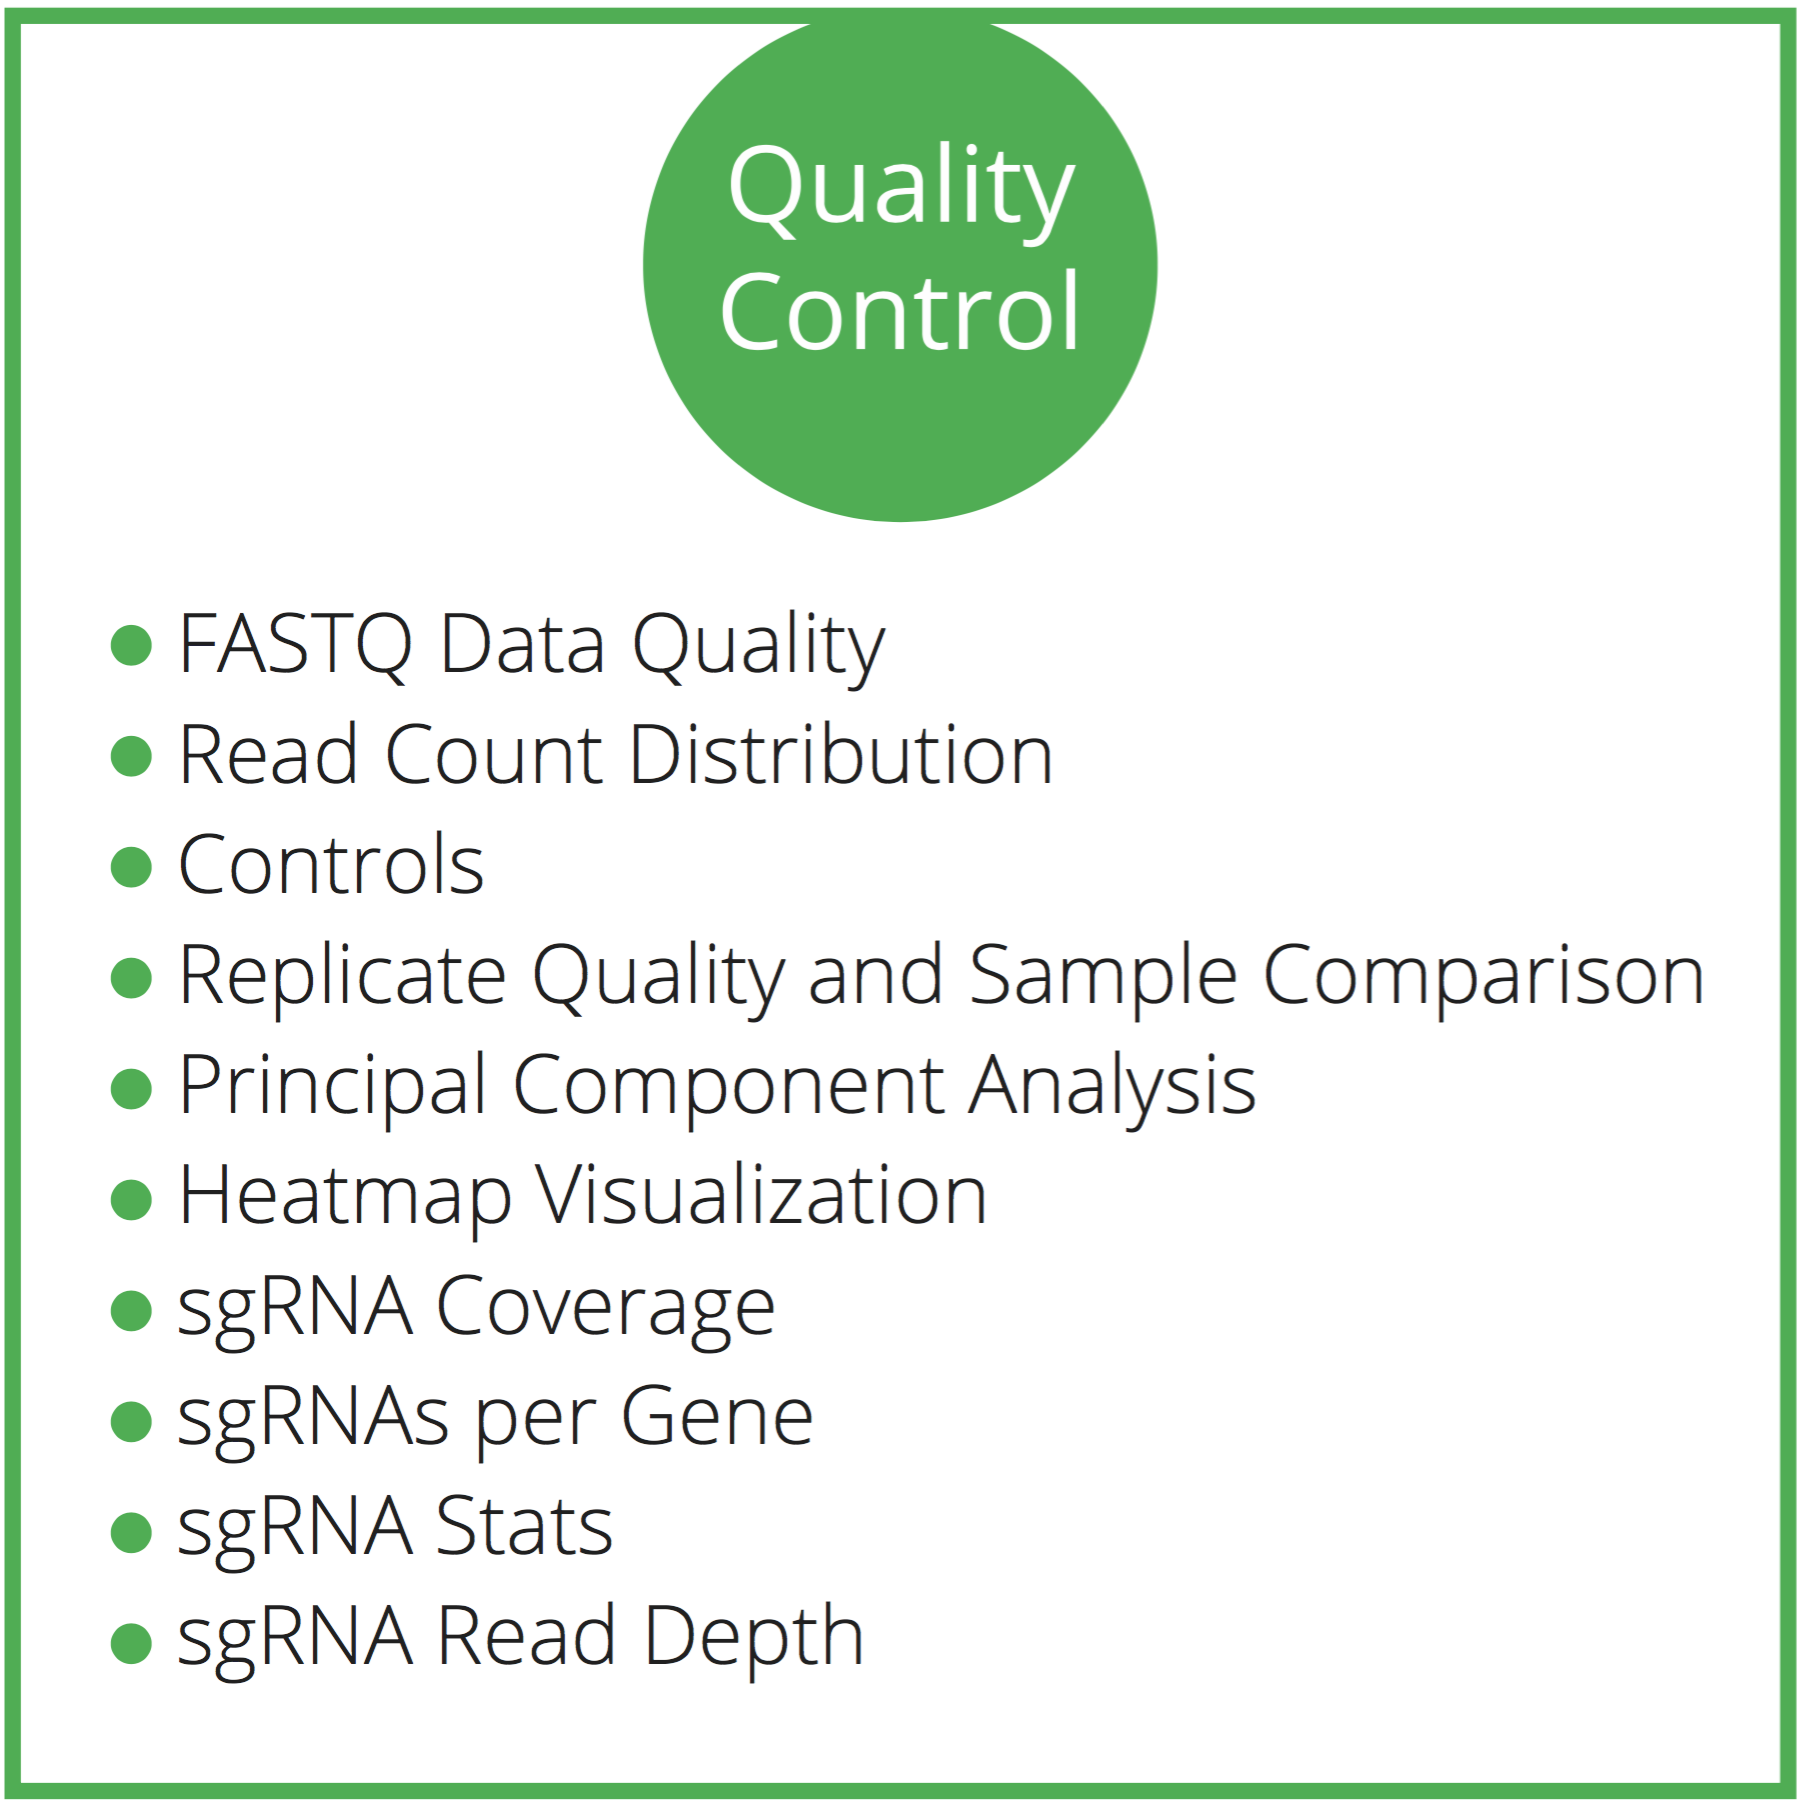 Quality
Control
FASTQ Data Quality
Read Count Distribution
Controls
Replicate Quality and Sample Comparison
Principal Component Analysis
Heatmap Visualization
sgRNA Coverage
sgRNAs per Gene
sgRNA Stats
sgRNA Read Depth